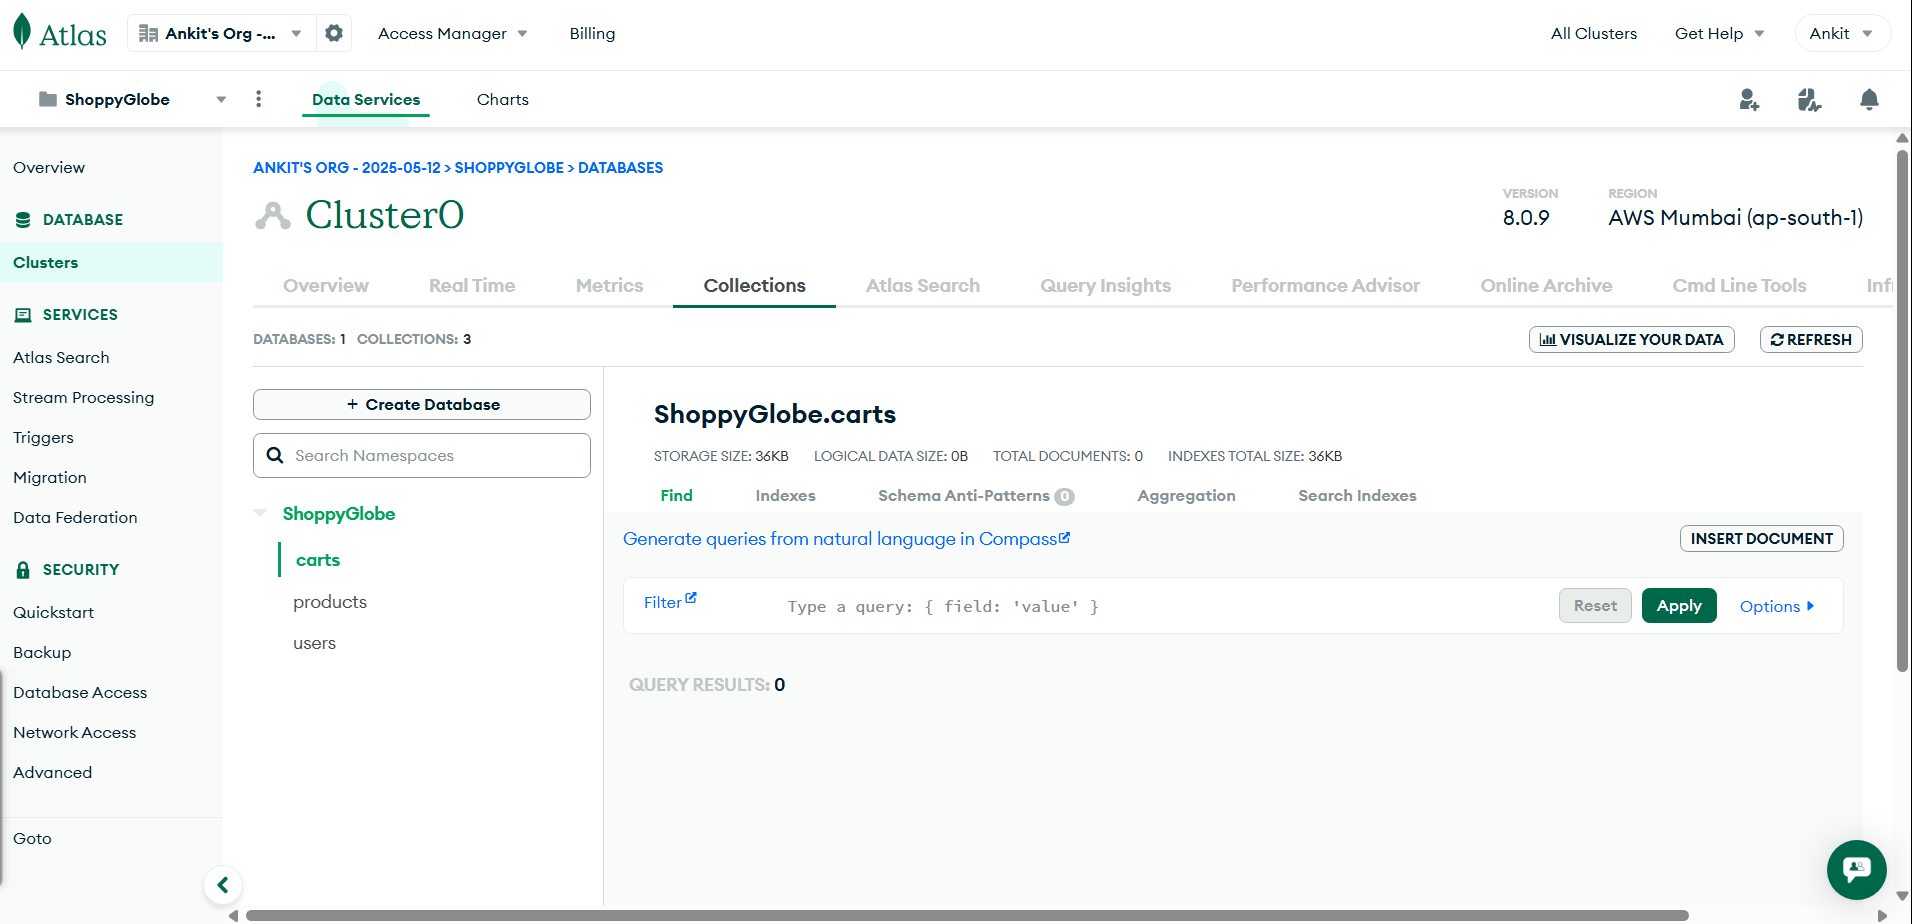 Atlas
Ankit's Org -...
Access Manager
Billing
All Clusters
Get Help
Ankit
ShoppyGlobe
Data Services
Charts
Overview
DATABASE
Clusters
SERVICES
Atlas Search
Stream Processing
Triggers
Migration
Data Federation
SECURITY
Quickstart
Backup
Database Access
Network Access
Advanced
Goto
ANKIT'S ORG - 2025-05-12 > SHOPPYGLOBE > DATABASES
Cluster0
VERSION
8.0.9
REGION
AWS Mumbai (ap-south-1)
Overview
Real Time
Metrics
Collections
Atlas Search
Query Insights
Performance Advisor
Online Archive
Cmd Line Tools
DATABASES: 1 COLLECTIONS: 3
VISUALIZE YOUR DATA
REFRESH
+ Create Database
Search Namespaces
ShoppyGlobe
carts
products
users
ShoppyGlobe.carts
STORAGE SIZE: 36KB LOGICAL DATA SIZE: 0B TOTAL DOCUMENTS: 0 INDEXES TOTAL SIZE: 36KB
Find
Indexes
Schema Anti-Patterns 0
Aggregation
Search Indexes
Generate queries from natural language in Compass
INSERT DOCUMENT
Filter
Type a query: { field: 'value' }
Reset
Apply
Options
QUERY RESULTS: 0